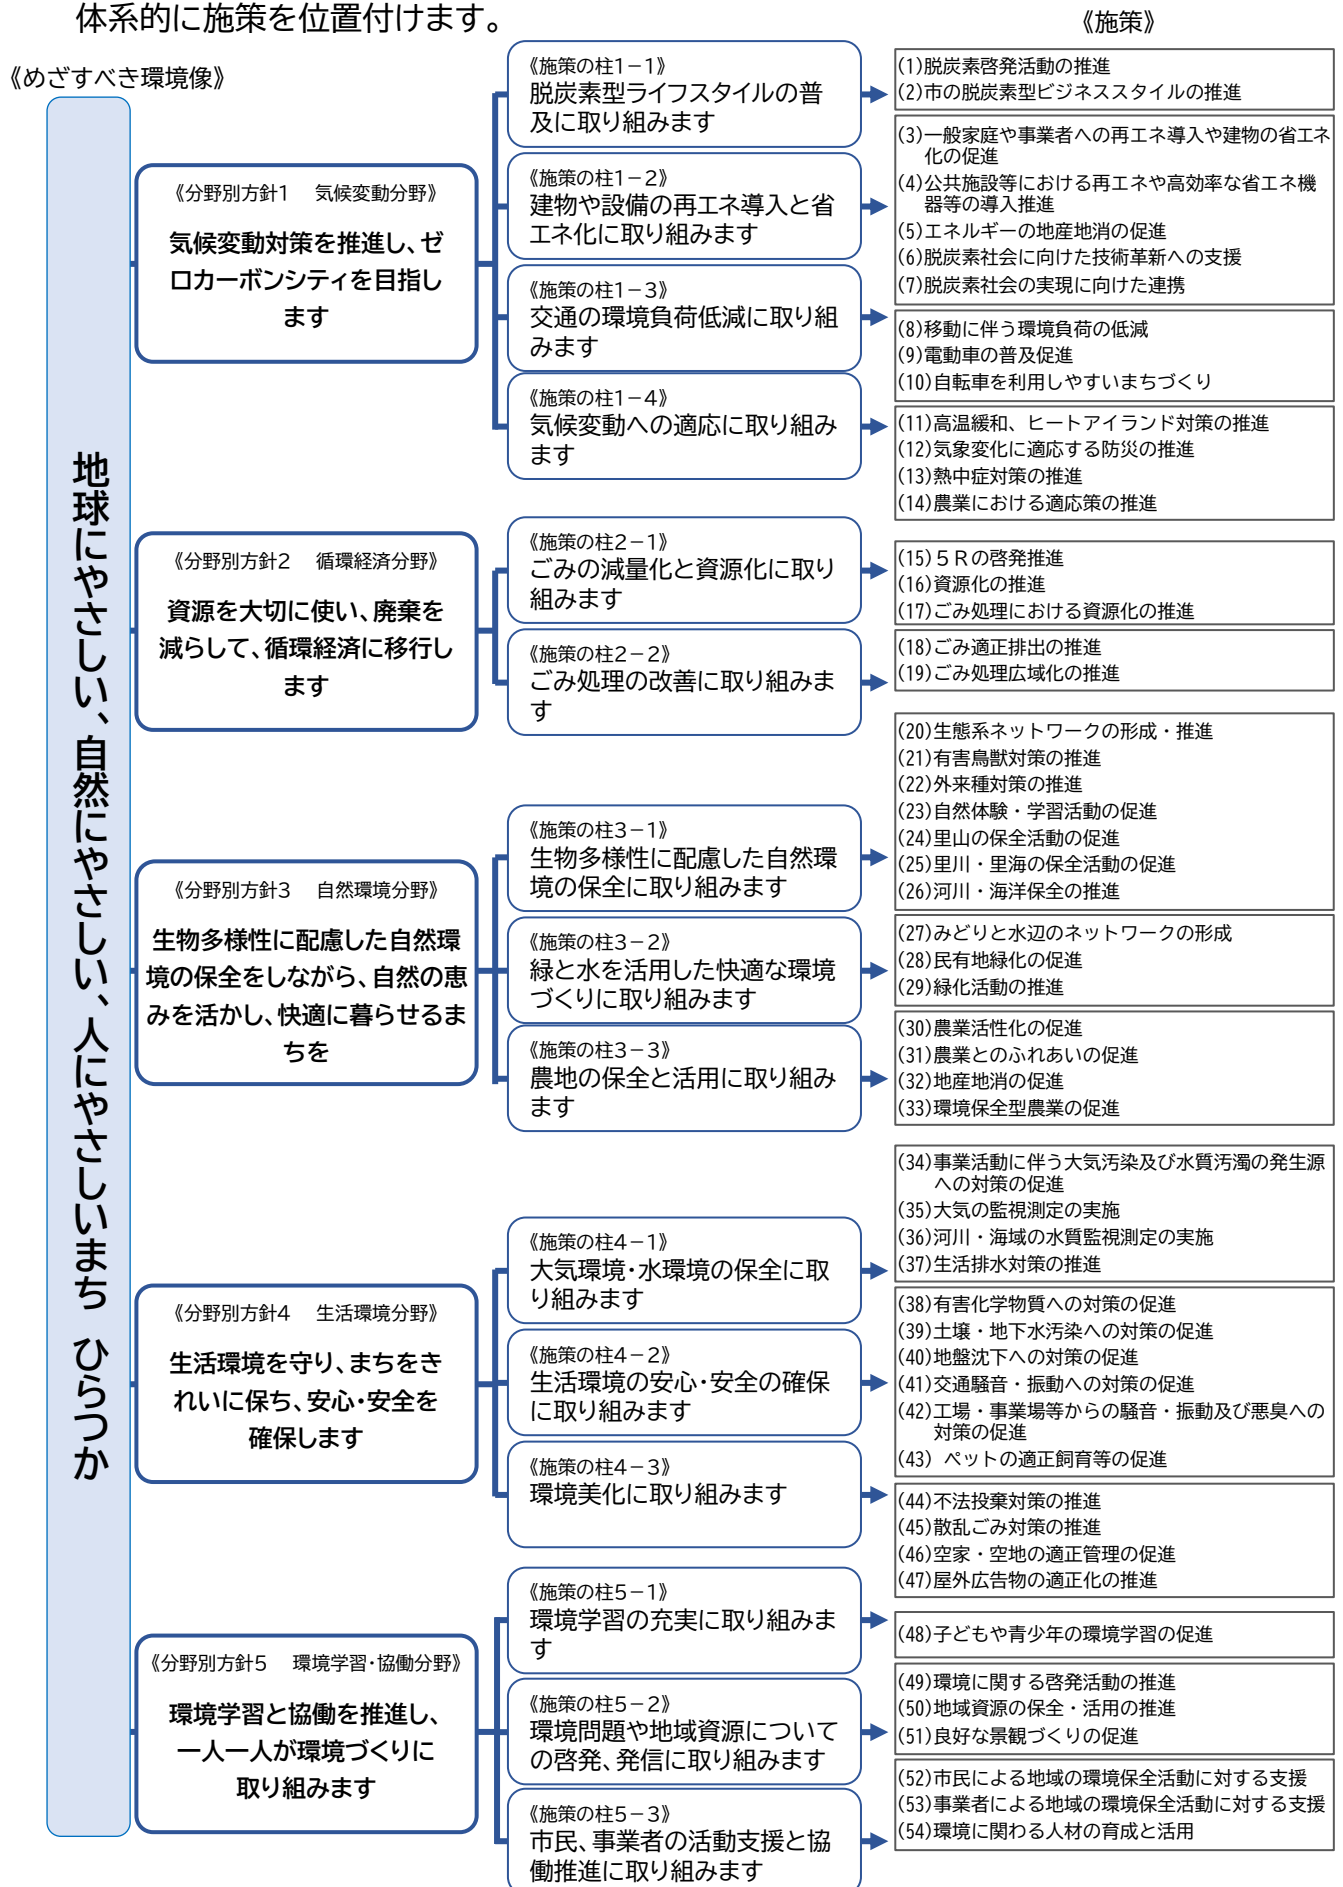 体系的に施策を位置付けます。
《施策》
《めざすべき環境像》
地球にやさしい、自然にやさしい、人にやさしいまち ひらつか
《分野別方針1 気候変動分野》
気候変動対策を推進し、ゼ
ロカーボンシティを目指し
ます
《施策の柱1－1》
脱炭素型ライフスタイルの普
及に取り組みます
(1)脱炭素啓発活動の推進
(2)市の脱炭素型ビジネススタイルの推進
《施策の柱1－2》
建物や設備の再エネ導入と省
エネ化に取り組みます
(3)一般家庭や事業者への再エネ導入や建物の省エネ
化の促進
(4)公共施設等における再エネや高効率な省エネ機
器等の導入推進
(5)エネルギーの地産地消の促進
(6)脱炭素社会に向けた技術革新への支援
(7)脱炭素社会の実現に向けた連携
《施策の柱1－3》
交通の環境負荷低減に取り組
みます
(8)移動に伴う環境負荷の低減
(9)電動車の普及促進
(10)自転車を利用しやすいまちづくり
《施策の柱1－4》
気候変動への適応に取り組み
ます
(11)高温緩和、ヒートアイランド対策の推進
(12)気象変化に適応する防災の推進
(13)熱中症対策の推進
(14)農業における適応策の推進
《分野別方針2 循環経済分野》
資源を大切に使い、廃棄を
減らして、循環経済に移行し
ます
《施策の柱2－1》
ごみの減量化と資源化に取り
組みます
(15)５Ｒの啓発推進
(16)資源化の推進
(17)ごみ処理における資源化の推進
《施策の柱2－2》
ごみ処理の改善に取り組みま
す
(18)ごみ適正排出の推進
(19)ごみ処理広域化の推進
《分野別方針3 自然環境分野》
生物多様性に配慮した自然環
境の保全をしながら、自然の恵
みを活かし、快適に暮らせるま
ちを
《施策の柱3－1》
生物多様性に配慮した自然環
境の保全に取り組みます
(20)生態系ネットワークの形成・推進
(21)有害鳥獣対策の推進
(22)外来種対策の推進
(23)自然体験・学習活動の促進
(24)里山の保全活動の促進
(25)里川・里海の保全活動の促進
(26)河川・海洋保全の推進
《施策の柱3－2》
緑と水を活用した快適な環境
づくりに取り組みます
(27)みどりと水辺のネットワークの形成
(28)民有地緑化の促進
(29)緑化活動の推進
《施策の柱3－3》
農地の保全と活用に取り組み
ます
(30)農業活性化の促進
(31)農業とのふれあいの促進
(32)地産地消の促進
(33)環境保全型農業の促進
《分野別方針4 生活環境分野》
生活環境を守り、まちをき
れいに保ち、安心・安全を
確保します
《施策の柱4－1》
大気環境・水環境の保全に取
り組みます
(34)事業活動に伴う大気汚染及び水質汚濁の発生源
への対策の促進
(35)大気の監視測定の実施
(36)河川・海域の水質監視測定の実施
(37)生活排水対策の推進
《施策の柱4－2》
生活環境の安心・安全の確保
に取り組みます
(38)有害化学物質への対策の促進
(39)土壌・地下水汚染への対策の促進
(40)地盤沈下への対策の促進
(41)交通騒音・振動への対策の促進
(42)工場・事業場等からの騒音・振動及び悪臭への
対策の促進
(43) ペットの適正飼育等の促進
《施策の柱4－3》
環境美化に取り組みます
(44)不法投棄対策の推進
(45)散乱ごみ対策の推進
(46)空家・空地の適正管理の促進
(47)屋外広告物の適正化の推進
《分野別方針5 環境学習・協働分野》
環境学習と協働を推進し、
一人一人が環境づくりに
取り組みます
《施策の柱5－1》
環境学習の充実に取り組みま
す
(48)子どもや青少年の環境学習の促進
《施策の柱5－2》
環境問題や地域資源について
の啓発、発信に取り組みます
(49)環境に関する啓発活動の推進
(50)地域資源の保全・活用の推進
(51)良好な景観づくりの促進
《施策の柱5－3》
市民、事業者の活動支援と協
働推進に取り組みます
(52)市民による地域の環境保全活動に対する支援
(53)事業者による地域の環境保全活動に対する支援
(54)環境に関わる人材の育成と活用